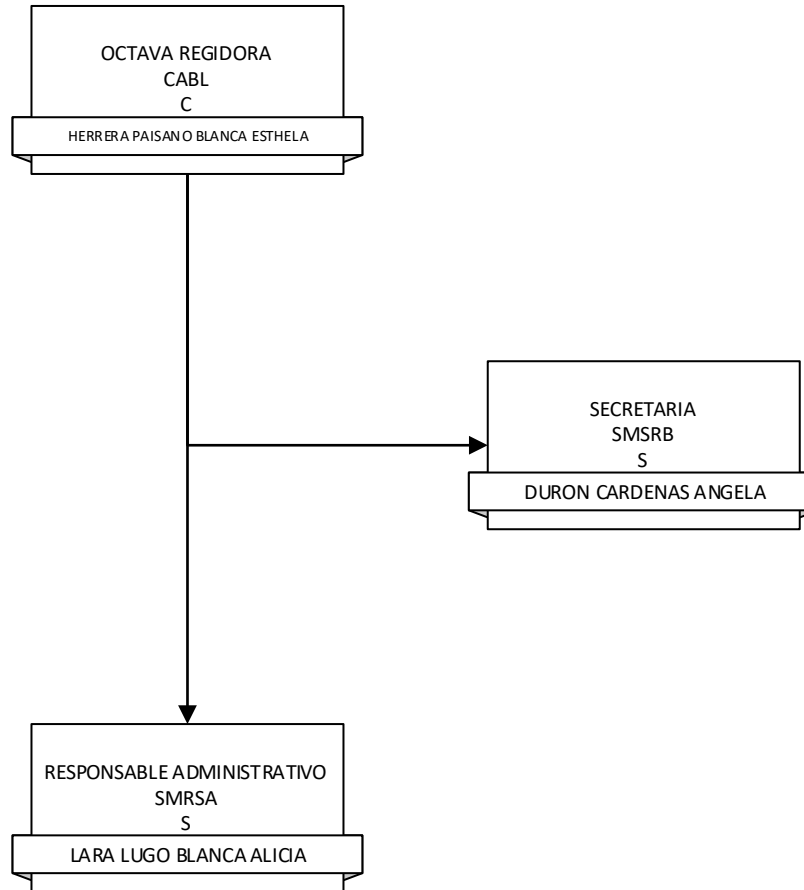 OCTAVA REGIDORA
CABL
C
HERRERA PAISANO BLANCA ESTHELA
SECRETARIA
SMSRB
S
DURON CARDENAS ANGELA
RESPONSABLE ADMINISTRATIVO
SMRSA
S
LARA LUGO BLANCA ALICIA